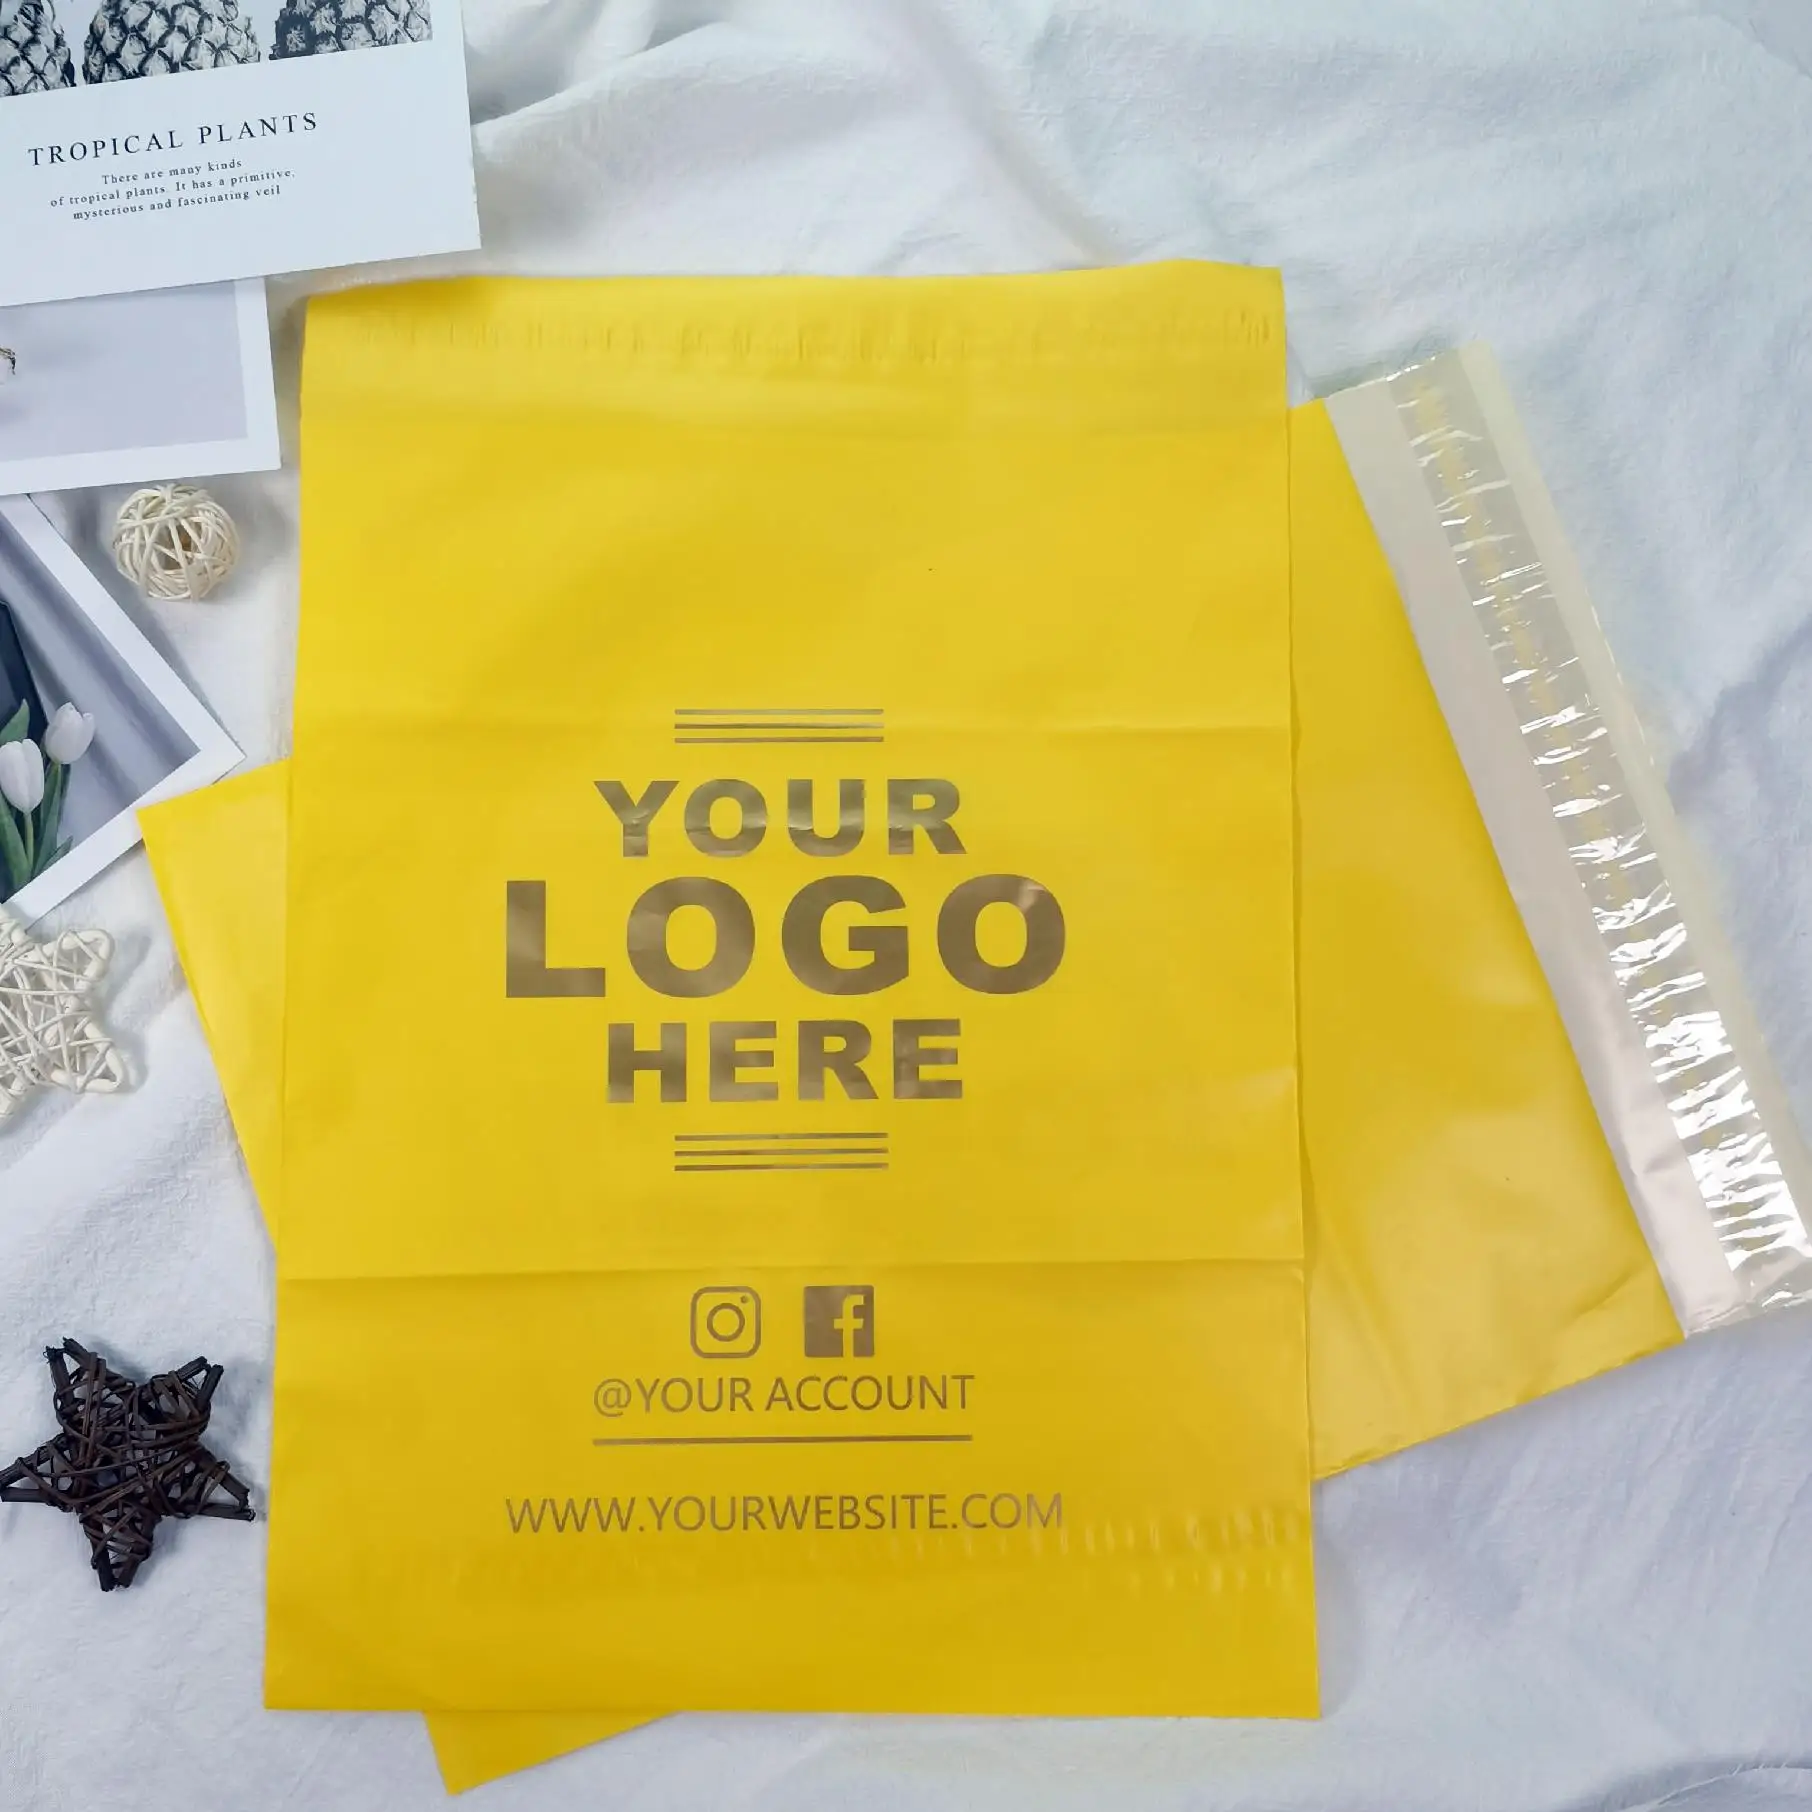 TROPICAL PLANTS
There are many kinds
of tropical plants. It has a primitive,
mysterious and fascinating veil
YOUR
LOGO
HERE
@YOUR ACCOUNT
WWW.YOURWEBSITE.COM